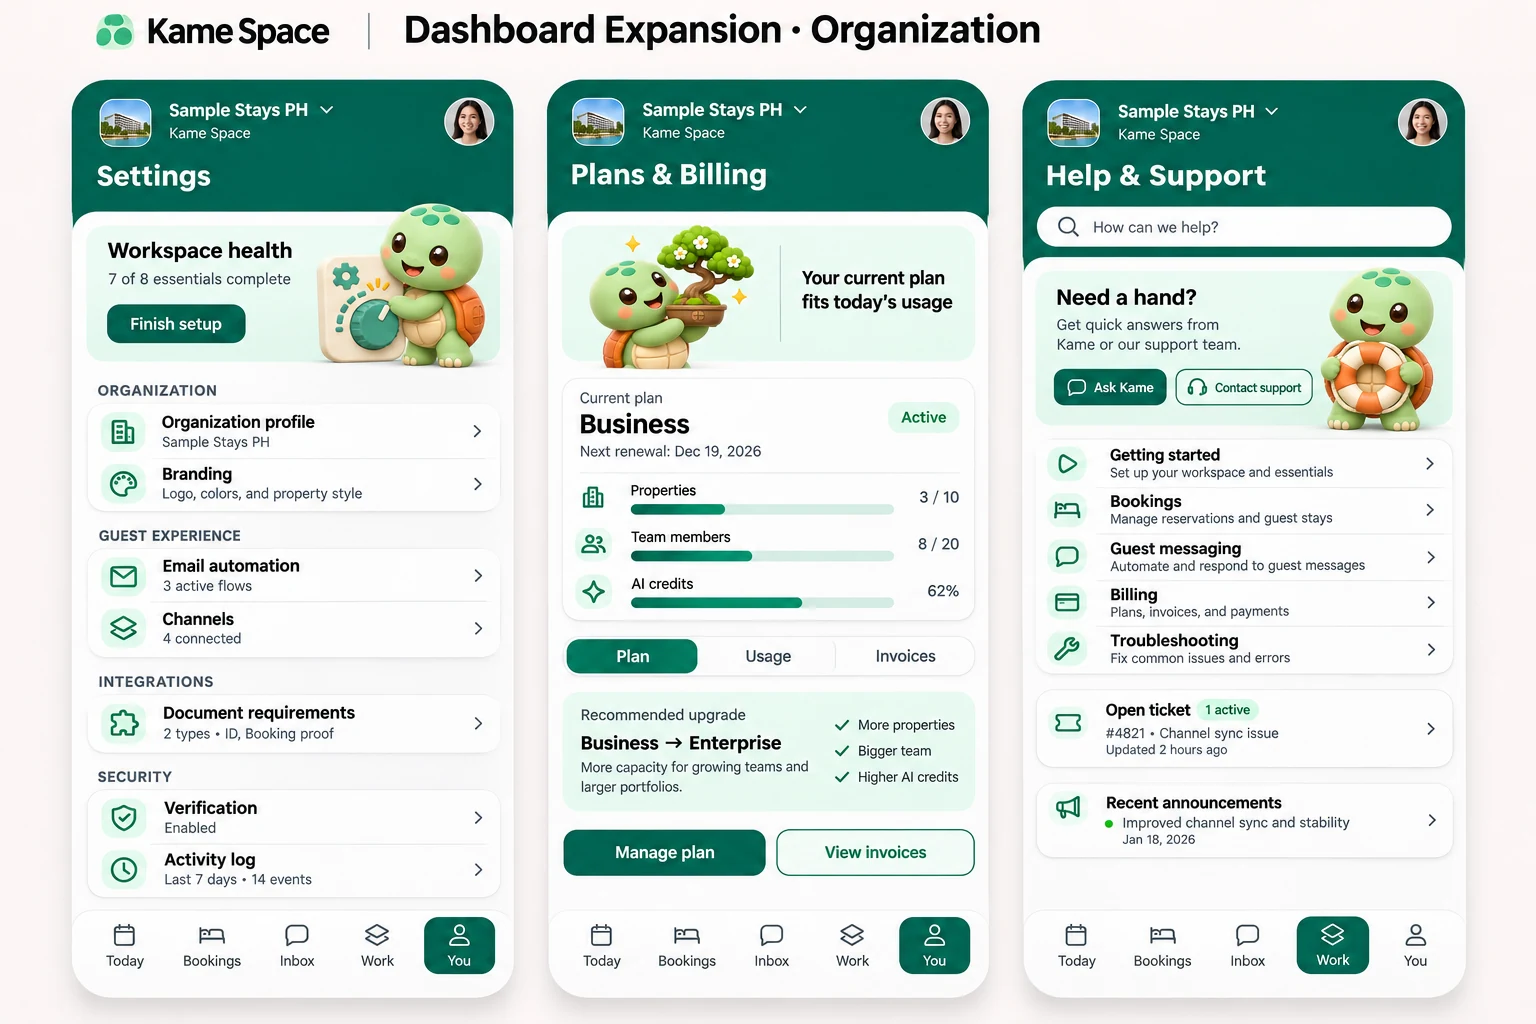 Kame Space
Dashboard Expansion · Organization
Sample Stays PH
Kame Space
Settings
Workspace health
7 of 8 essentials complete
Finish setup
ORGANIZATION
Organization profile
Sample Stays PH
Branding
Logo, colors, and property style
GUEST EXPERIENCE
Email automation
3 active flows
Channels
4 connected
INTEGRATIONS
Document requirements
2 types • ID, Booking proof
SECURITY
Verification
Enabled
Activity log
Last 7 days • 14 events
Today
Bookings
Inbox
Work
You
Sample Stays PH
Kame Space
Plans & Billing
Your current plan
fits today's usage
Current plan
Business
Active
Next renewal: Dec 19, 2026
Properties
3 / 10
Team members
8 / 20
AI credits
62%
Plan
Usage
Invoices
Recommended upgrade
Business → Enterprise
More capacity for growing teams and
larger portfolios.
More properties
Bigger team
Higher AI credits
Manage plan
View invoices
Today
Bookings
Inbox
Work
You
Sample Stays PH
Kame Space
Help & Support
How can we help?
Need a hand?
Get quick answers from
Kame or our support team.
Ask Kame
Contact support
Getting started
Set up your workspace and essentials
Bookings
Manage reservations and guest stays
Guest messaging
Automate and respond to guest messages
Billing
Plans, invoices, and payments
Troubleshooting
Fix common issues and errors
Open ticket
1 active
#4821 • Channel sync issue
Updated 2 hours ago
Recent announcements
Improved channel sync and stability
Jan 18, 2026
Today
Bookings
Inbox
Work
You